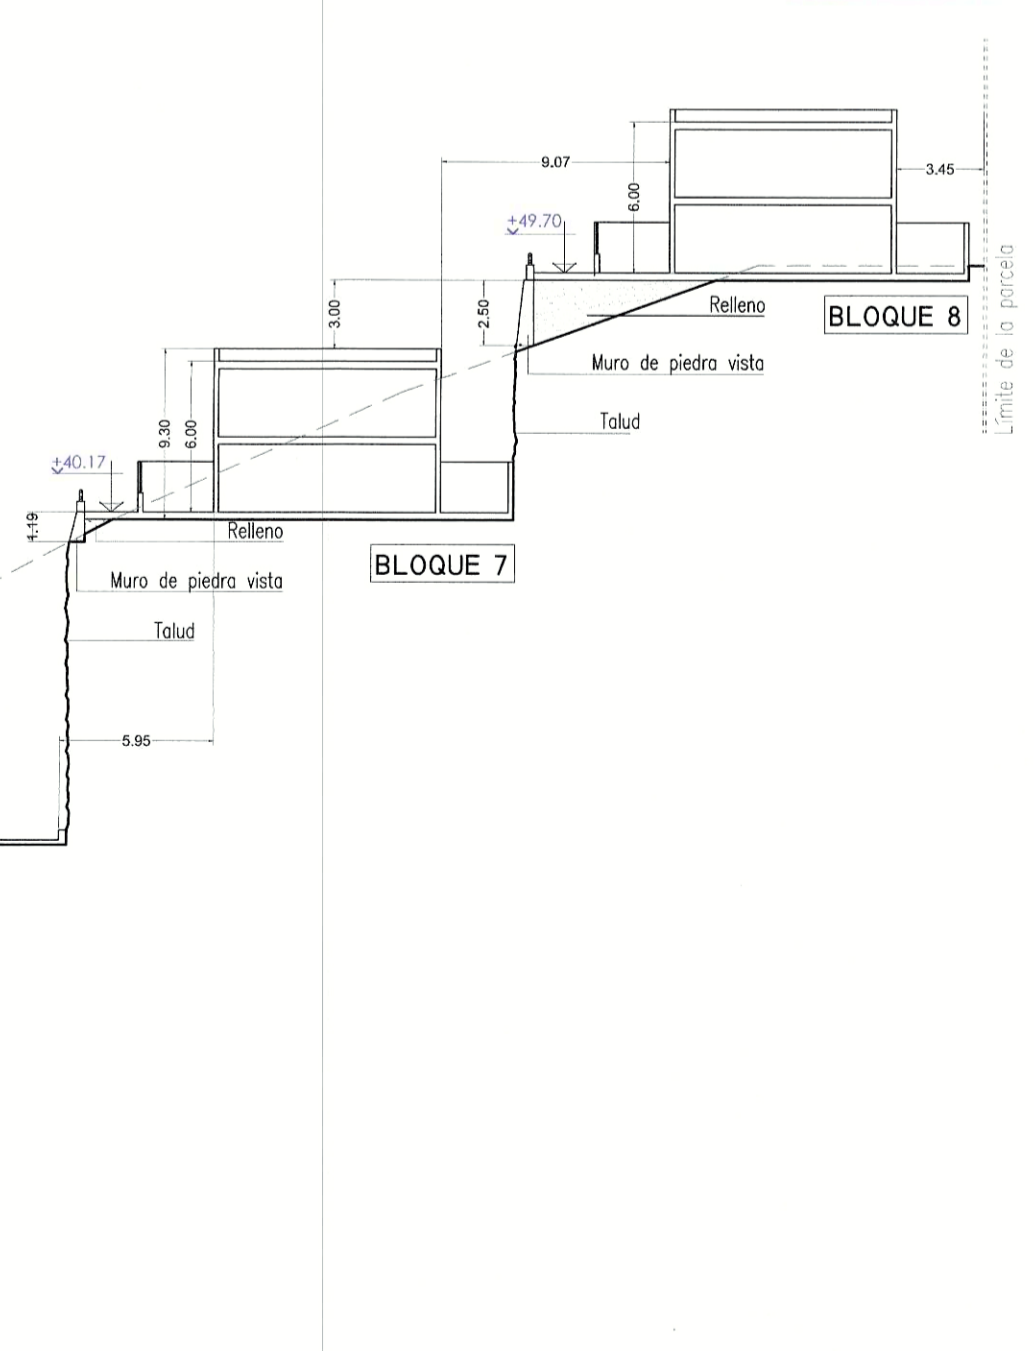 9.07
3.45
6.00
+49.70
Límite de la parcela
3.00
2.50
Relleno
BLOQUE 8
Muro de piedra vista
Talud
9.30
6.00
+40.17
1.19
Relleno
BLOQUE 7
Muro de piedra vista
Talud
5.95